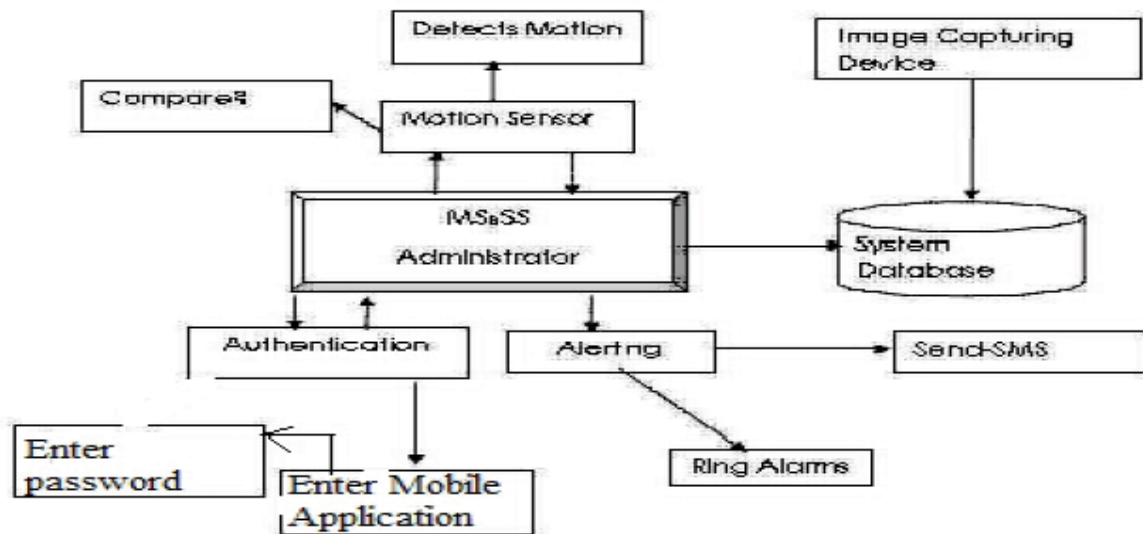 Detects Motion
Image Capturing
Device
Compare%
Motion Sensor
MSBSS
Administrator
System
Database
Authentication
Alerting
Send-SMS
Enter
password
Ring Alarms
Enter Mobile
Application